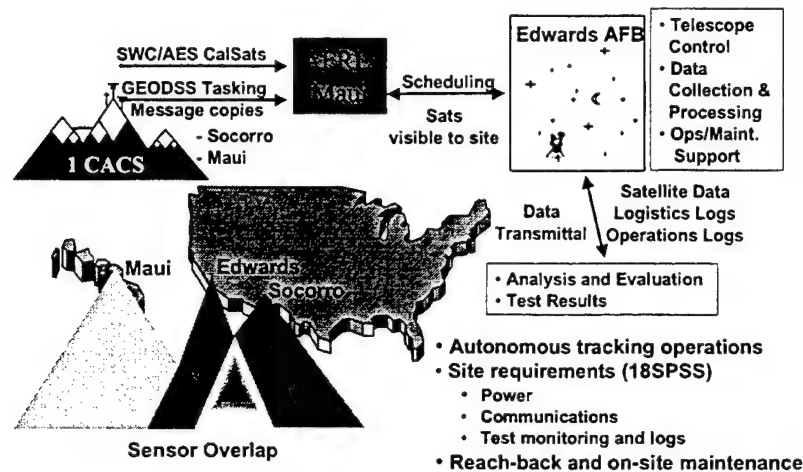 SWC/AES CalSats
GEODSS Tasking
Message copies
- Socorro
- Maui
1 CACS
Maui
Scheduling
Sats
visible to site
Edwards AFB
• Telescope
Control
• Data
Collection &
Processing
• Ops/Maint.
Support
Data
Transmittal
Satellite Data
Logistics Logs
Operations Logs
• Analysis and Evaluation
• Test Results
Maui
Edwards
Socorro
Sensor Overlap
• Autonomous tracking operations
• Site requirements (18SPSS)
• Power
• Communications
• Test monitoring and logs
• Reach-back and on-site maintenance